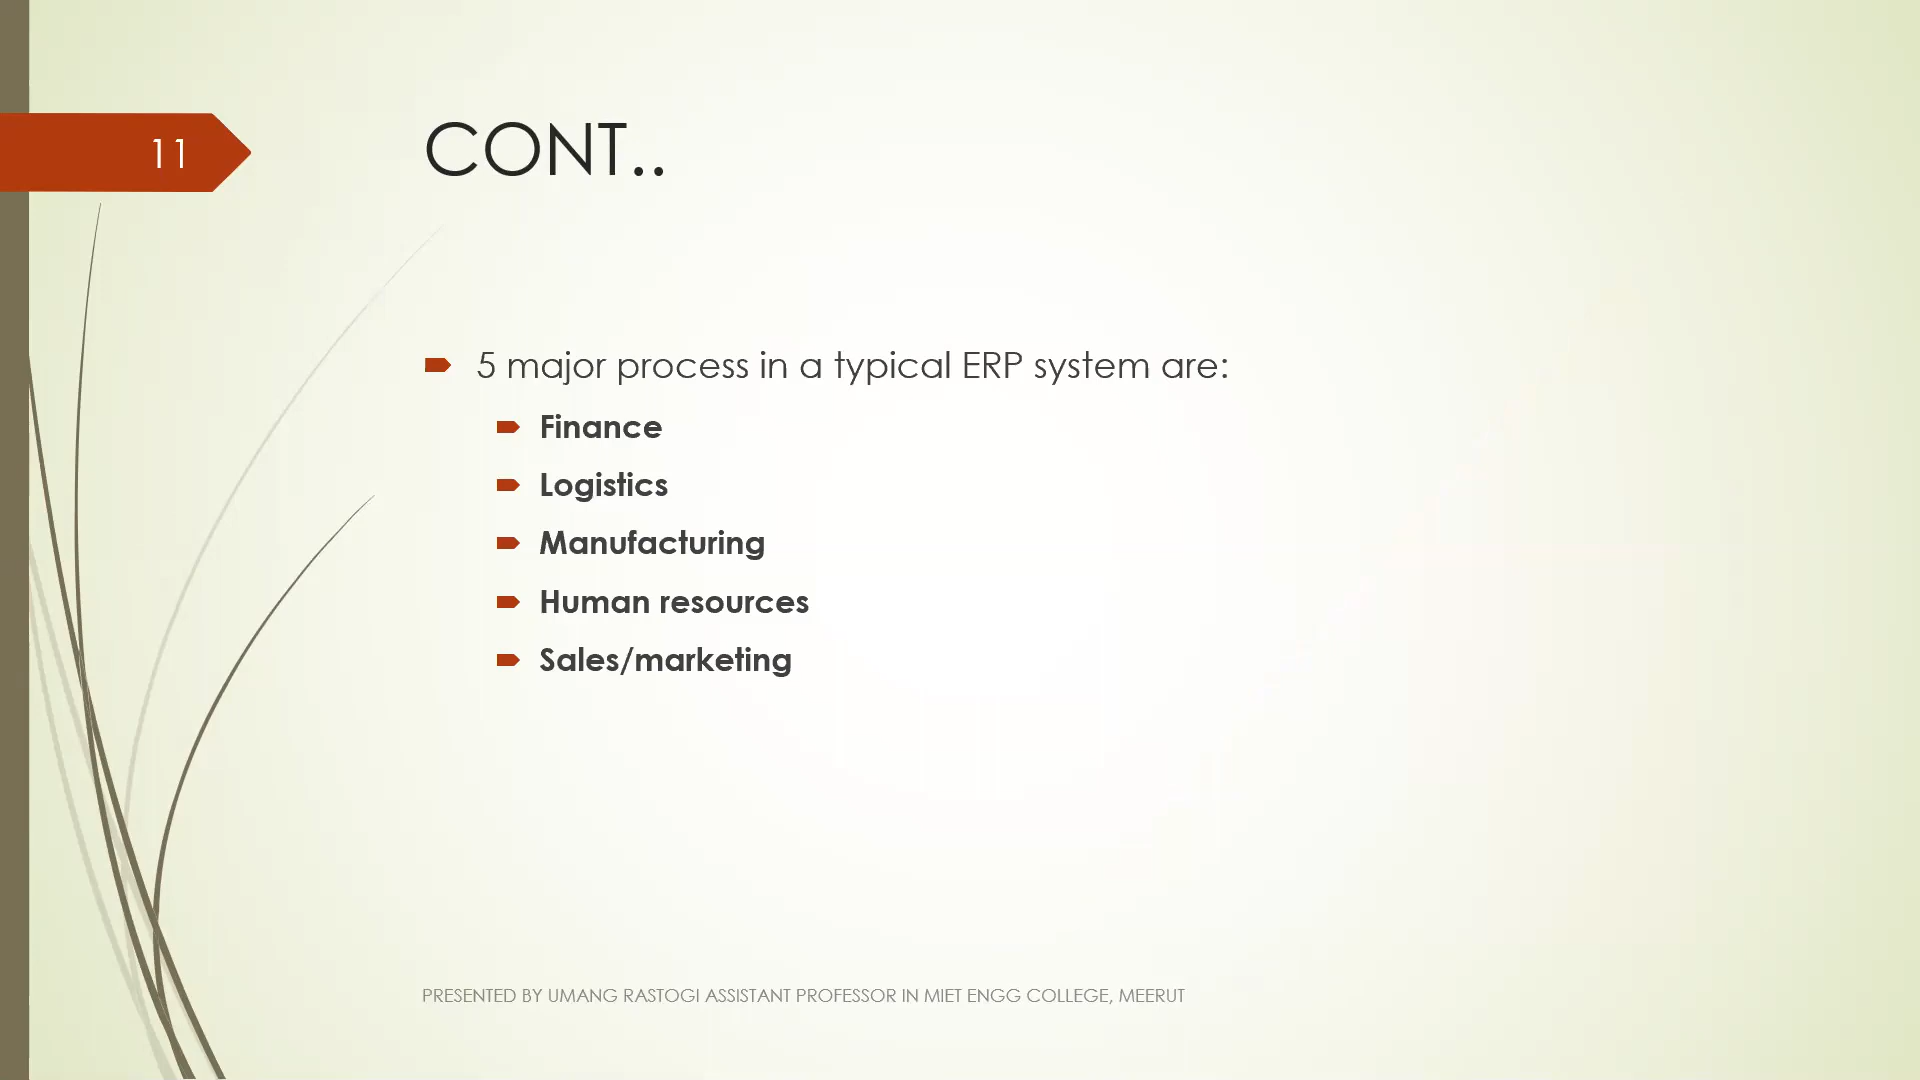 11
CONT..
5 major process in a typical ERP system are:
Finance
Logistics
Manufacturing
Human resources
Sales/marketing
PRESENTED BY UMANG RASTOGI ASSISTANT PROFESSOR IN MIET ENGG COLLEGE, MEERUT